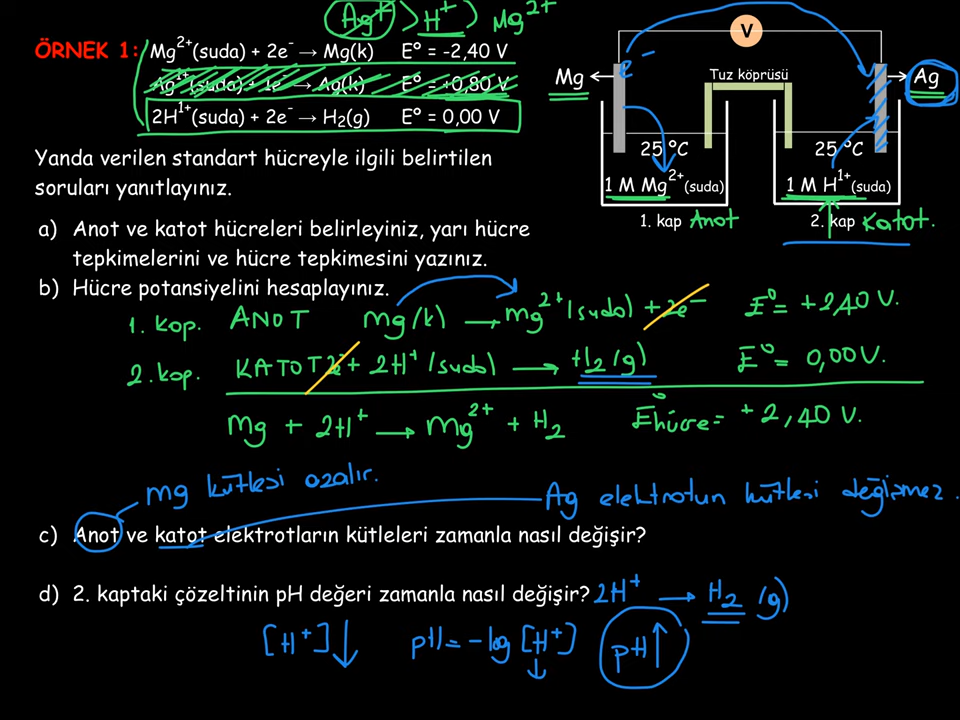 Ag⁺ > H⁺ > Mg²⁺
ÖRNEK 1: Mg²⁺(suda) + 2e⁻ → Mg(k) E° = -2,40 V
Ag¹⁺(suda) + 1e⁻ → Ag(k) E° = +0,80 V
2H¹⁺(suda) + 2e⁻ → H₂(g) E° = 0,00 V
Yanda verilen standart hücreyle ilgili belirtilen
soruları yanıtlayınız.
a) Anot ve katot hücreleri belirleyiniz, yarı hücre
tepkimelerini ve hücre tepkimesini yazınız.
b) Hücre potansiyelini hesaplayınız.
V
e⁻
Mg
Tuz köprüsü
Ag
25 °C
25 °C
1 M Mg²⁺(suda)
1 M H¹⁺(suda)
1. kap Anot
2. kap Katot.
1. kap. ANOT Mg(k) → Mg²⁺(suda) + 2e⁻ E° = +2,40 V.
2. kap. KATOT 2e⁻ + 2H⁺(suda) → H₂(g) E° = 0,00 V.
Mg + 2H⁺ → Mg²⁺ + H₂ E°hücre = +2,40 V.
mg kütlesi azalır.
Ag elektrotun kütlesi değişmez.
c) Anot ve katot elektrotların kütleleri zamanla nasıl değişir?
d) 2. kaptaki çözeltinin pH değeri zamanla nasıl değişir? 2H⁺ → H₂(g)
[H⁺]↓ pH = -log [H⁺]↓ pH↑